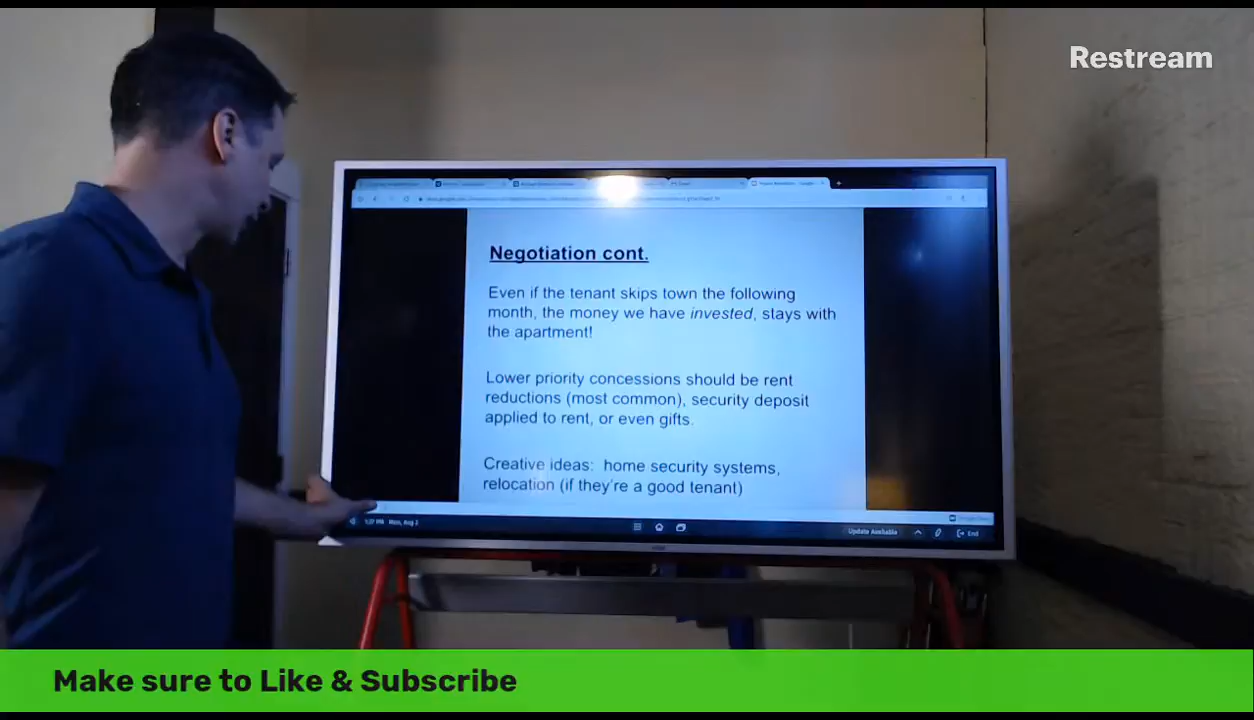 Restream
Negotiation cont.
Even if the tenant skips town the following
month, the money we have invested, stays with
the apartment!
Lower priority concessions should be rent
reductions (most common), security deposit
applied to rent, or even gifts.
Creative ideas: home security systems,
relocation (if they're a good tenant)
Mon, Aug 2
Update Available
End
Make sure to Like & Subscribe